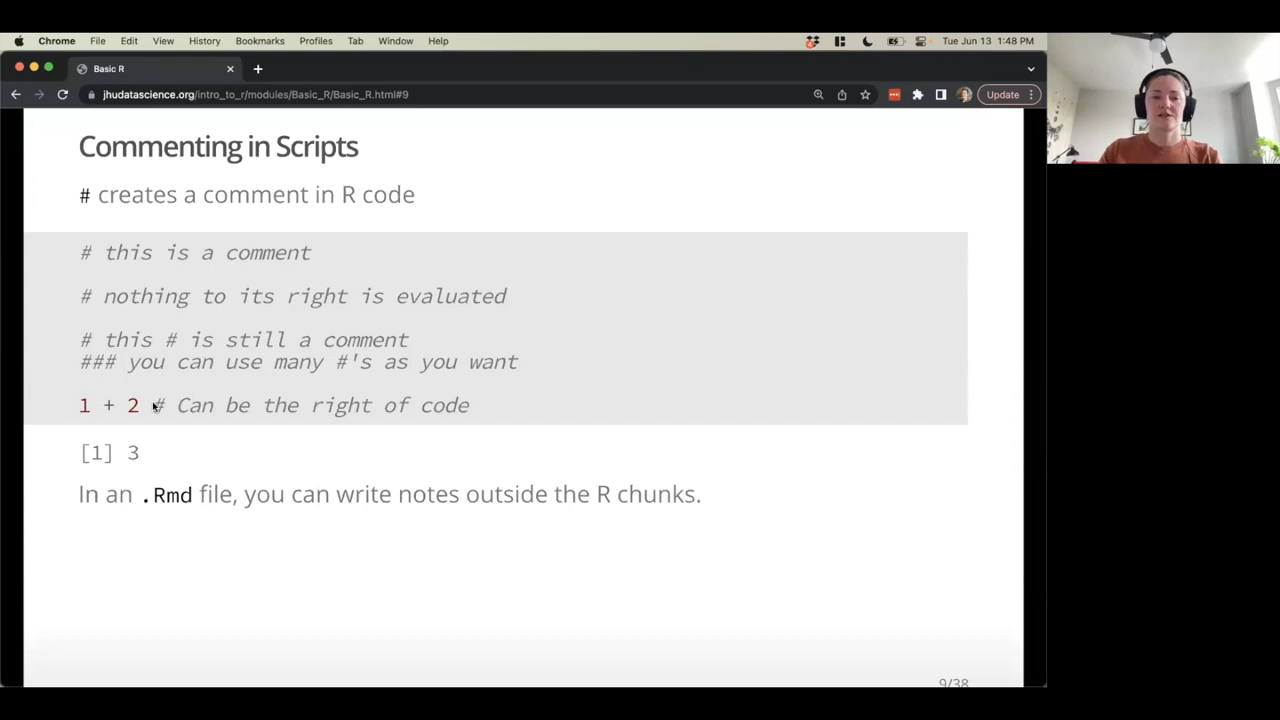 Chrome File Edit View History Bookmarks Profiles Tab Window Help Tue Jun 13 1:48 PM
Basic R
jhudatascience.org/intro_to_r/modules/Basic_R/Basic_R.html#9 Update
Commenting in Scripts
# creates a comment in R code
# this is a comment
# nothing to its right is evaluated
# this # is still a comment
### you can use many #'s as you want
1 + 2 # Can be the right of code
[1] 3
In an .Rmd file, you can write notes outside the R chunks.
9/38